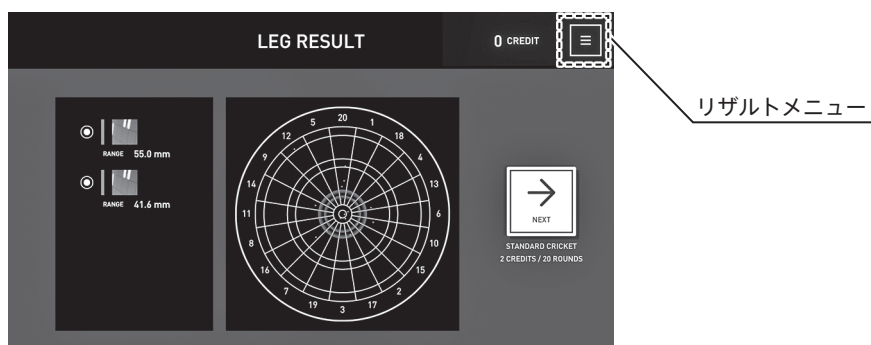 LEG RESULT
0 CREDIT
リザルトメニュー
RANGE 55.0 mm
RANGE 41.6 mm
20
1
18
4
13
6
10
15
2
17
3
19
7
16
8
11
14
9
12
5
NEXT
STANDARD CRICKET
2 CREDITS / 20 ROUNDS